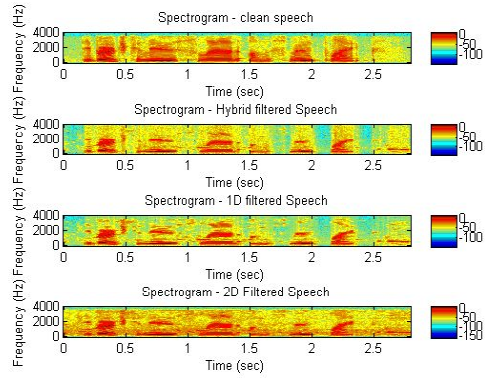 Spectrogram - clean speech
Frequency (Hz)
4000
2000
0
0 0.5 1 1.5 2 2.5
Time (sec)
0
-50
-100
Spectrogram - Hybrid filtered Speech
Frequency (Hz)
4000
2000
0
0 0.5 1 1.5 2 2.5
Time (sec)
0
-50
-100
Spectrogram - 1D filtered Speech
Frequency (Hz)
4000
2000
0
0 0.5 1 1.5 2 2.5
Time (sec)
0
-50
-100
Spectrogram - 2D Filtered Speech
Frequency (Hz)
4000
2000
0
0 0.5 1 1.5 2 2.5
Time (sec)
0
-50
-100
-150